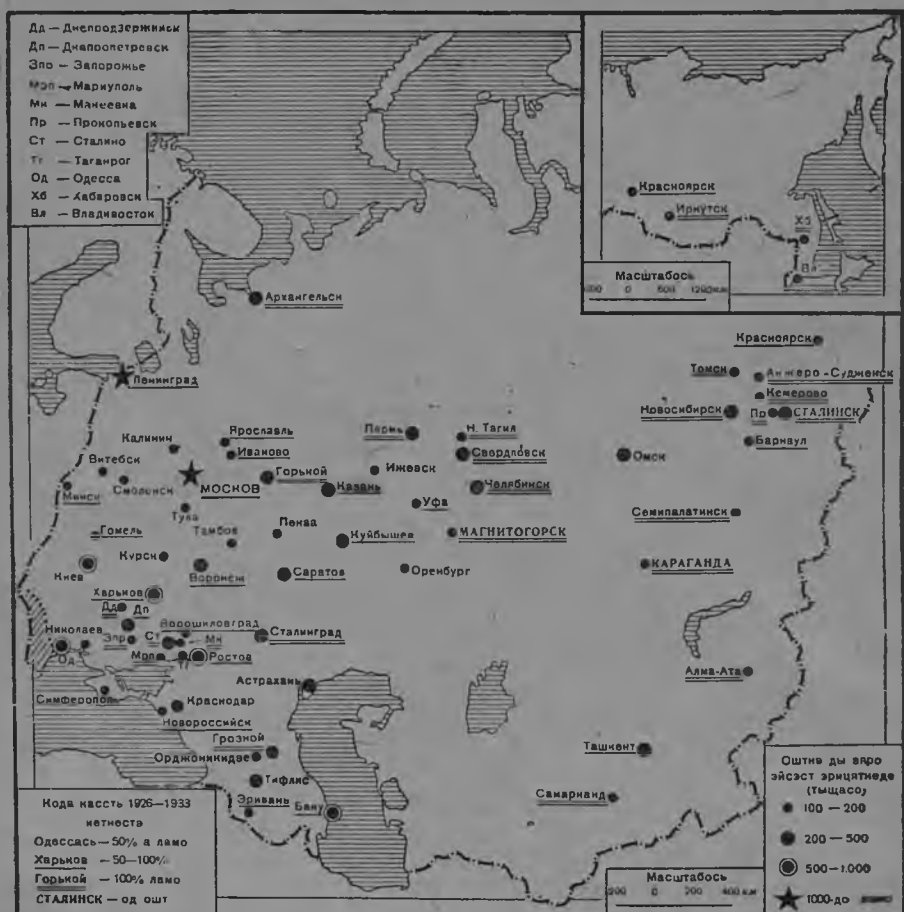 Дд — Днепродзержинск
Дп — Днепропетровск
Зпо — Запорожье
Мрп — Мариуполь
Мн — Макеевка
Пр — Прокопьевск
Ст — Сталино
Тг — Таганрог
Од — Одесса
Хб — Хабаровск
Вл — Владивосток
Красноярск
Иркутск
Хб
Вл
Масштабось
0 600 1200 км
Архангельск
Ленинград
Красноярск
Томск
Анжеро-Судженск
Кемерово
Новосибирск
Пр
СТАЛИНСК
Барнаул
Калинин
Ярославль
Иваново
Пермь
Н. Тагил
Свердловск
Омск
Витебск
Минск
Смоленск
МОСКОВ
Горькой
Казань
Ижевск
Челябинск
Тула
Уфа
Семипалатинск
Гомель
Тамбов
Пенза
Куйбышев
МАГНИТОГОРСК
Киев
Курск
Воронеж
Саратов
Оренбург
КАРАГАНДА
Харьков
Дд
Дп
Николаев
Зпр
Ворошиловград
Ст
Мн
Сталинград
Од
Мрп
Ростов
Алма-Ата
Симферополь
Астрахань
Краснодар
Новороссийск
Грозной
Орджоникидзе
Тифлис
Ташкент
Эривань
Баку
Самарканд
Кода кассть 1926–1933
иетнестэ
Одессась — 50% а ламо
Харьков — 50–100%
Горькой — 100% ламо
СТАЛИНСК — од ошт
Масштабось
200 0 200 400 км
Оштне ды зяро
эйсэст эрицятнеде
(тыщасо)
100 — 200
200 — 500
500—1.000
1000-до ламо